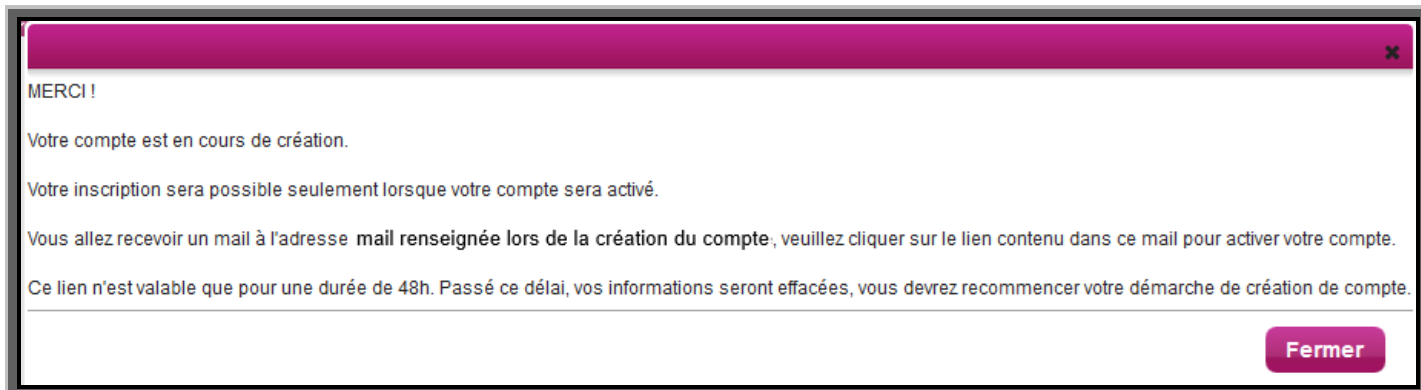 MERCI !
Votre compte est en cours de création.
Votre inscription sera possible seulement lorsque votre compte sera activé.
Vous allez recevoir un mail à l'adresse mail renseignée lors de la création du compte, veuillez cliquer sur le lien contenu dans ce mail pour activer votre compte.
Ce lien n'est valable que pour une durée de 48h. Passé ce délai, vos informations seront effacées, vous devrez recommencer votre démarche de création de compte.
Fermer